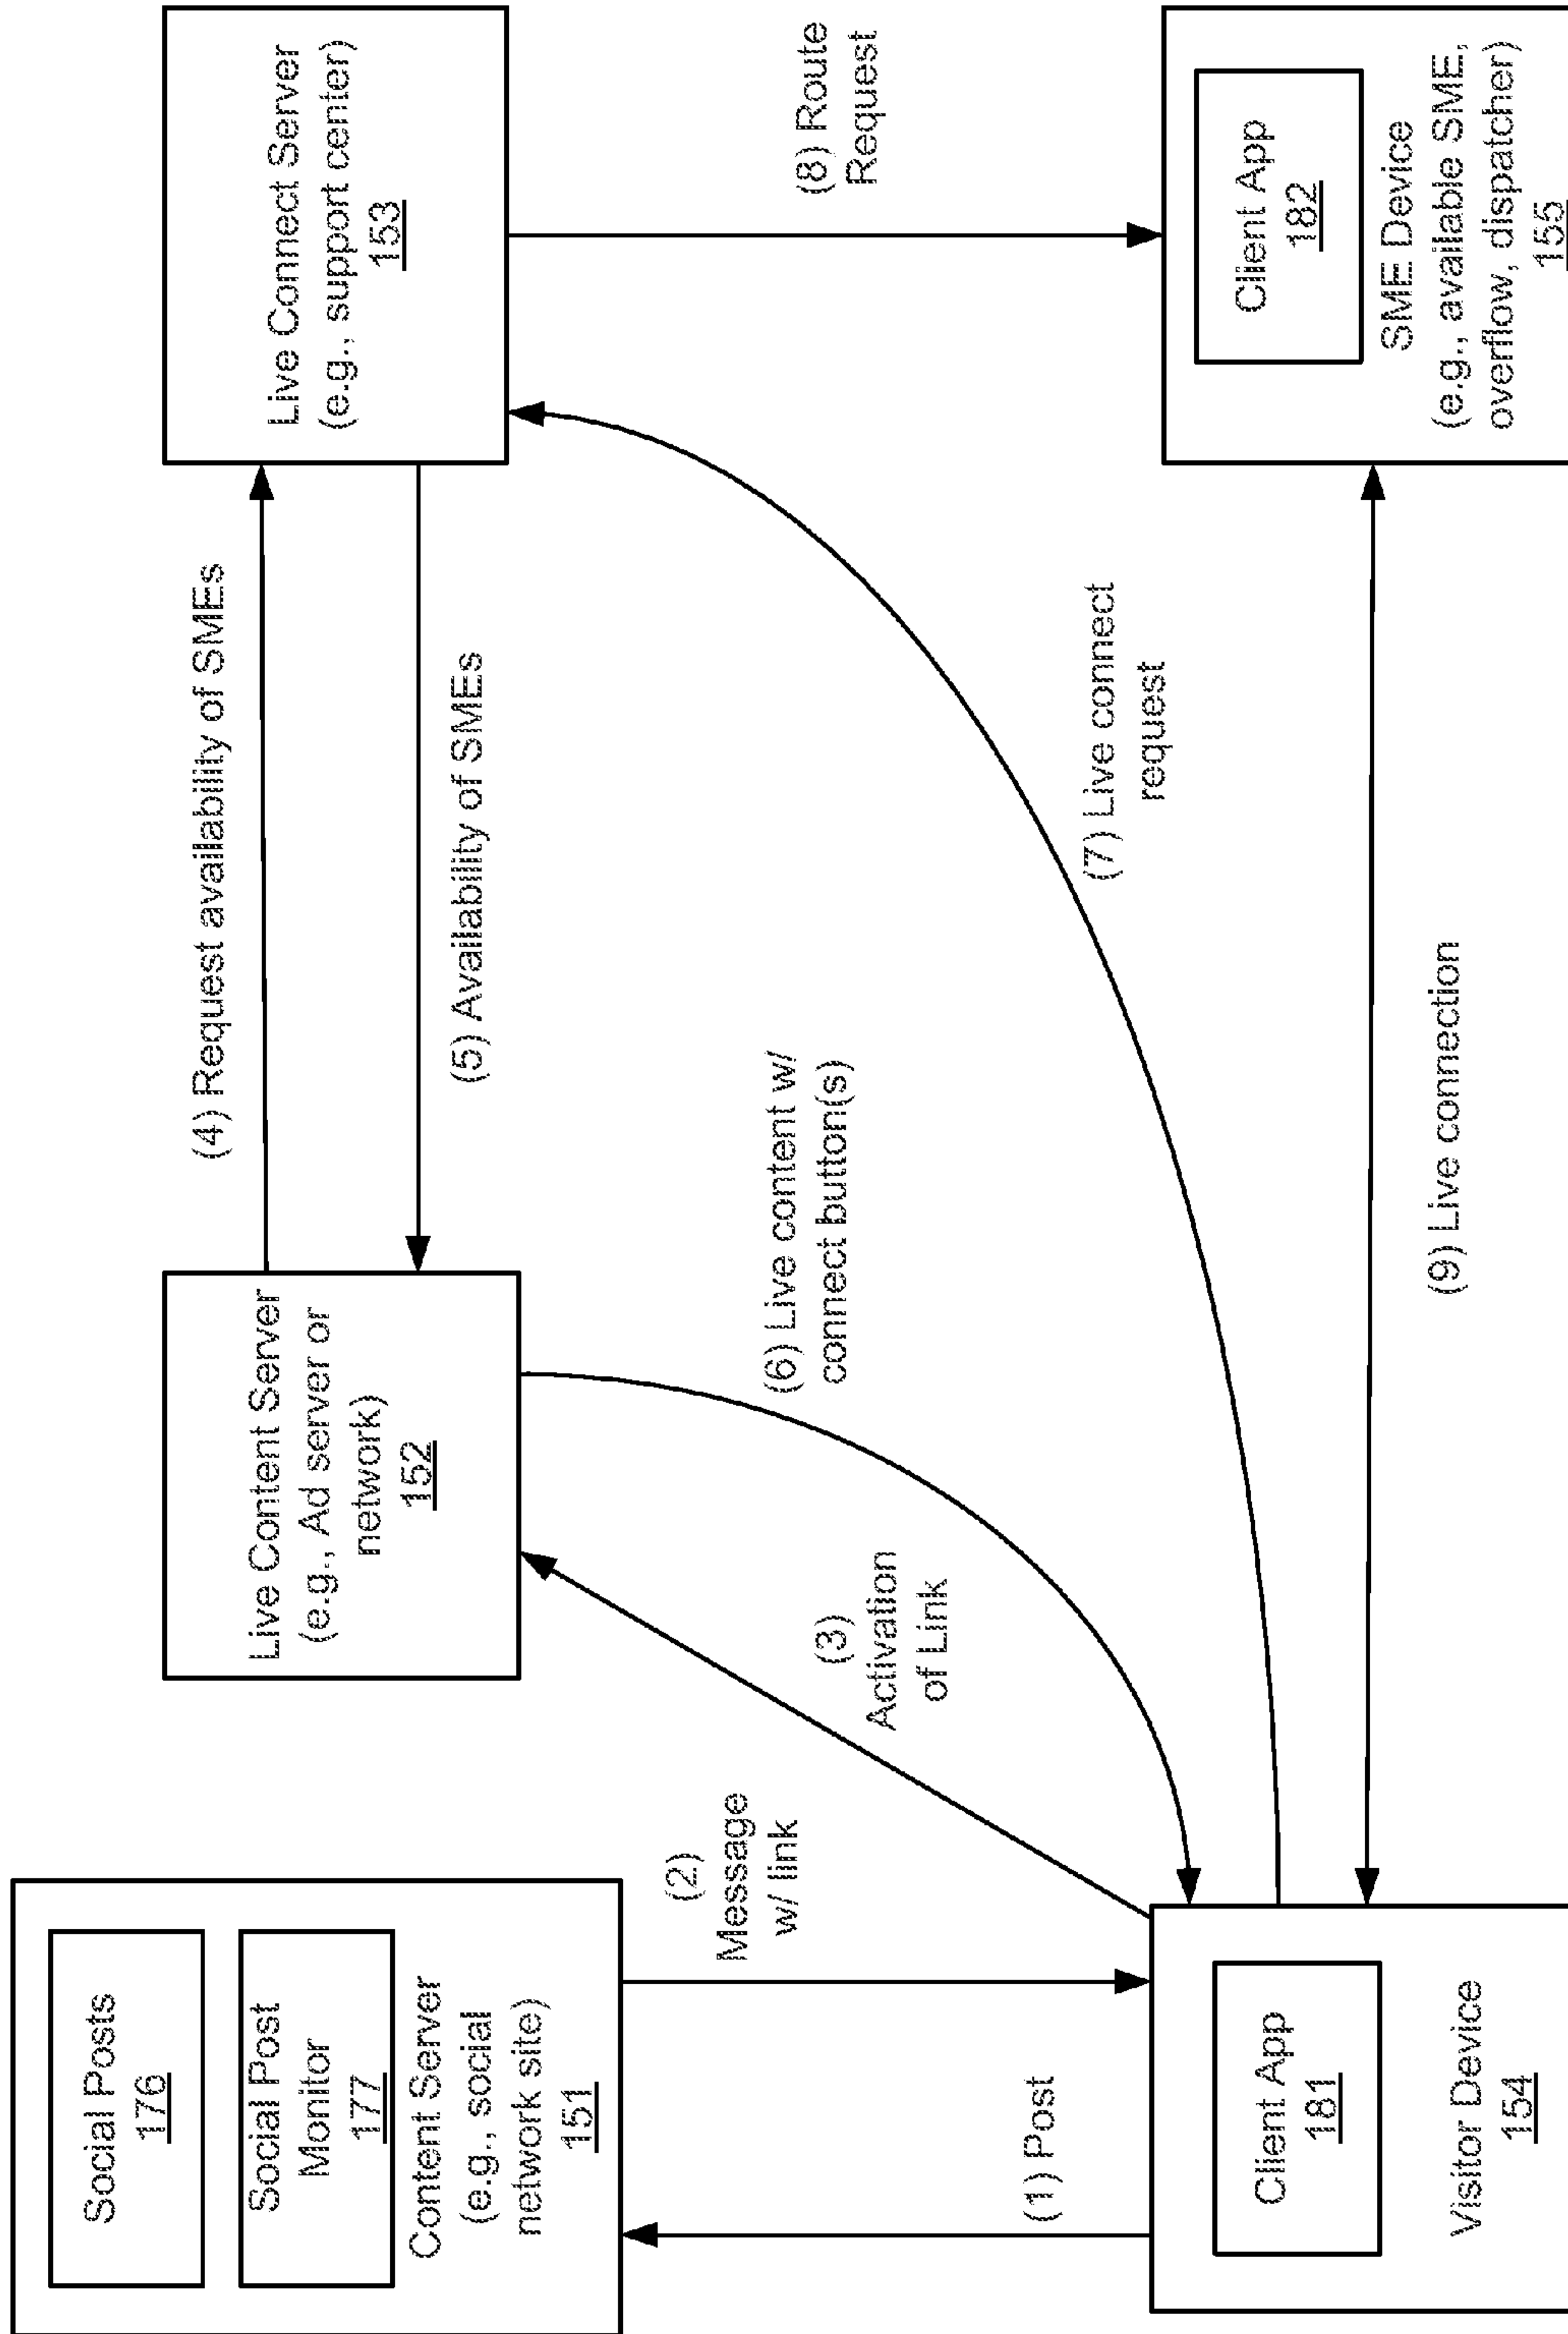 Social Posts
176
Social Post
Monitor
177
Content Server
(e.g., social
network site)
151
(1) Post
(2)
Message
w/ link
Client App
181
Visitor Device
154
Live Content Server
(e.g., Ad server or
network)
152
(3)
Activation
of Link
(4) Request availability of SMEs
(5) Availability of SMEs
(6) Live content w/
connect button(s)
Live Connect Server
(e.g., support center)
153
(7) Live connect
request
(8) Route
Request
(9) Live connection
Client App
182
SME Device
(e.g., available SME,
overflow, dispatcher)
155